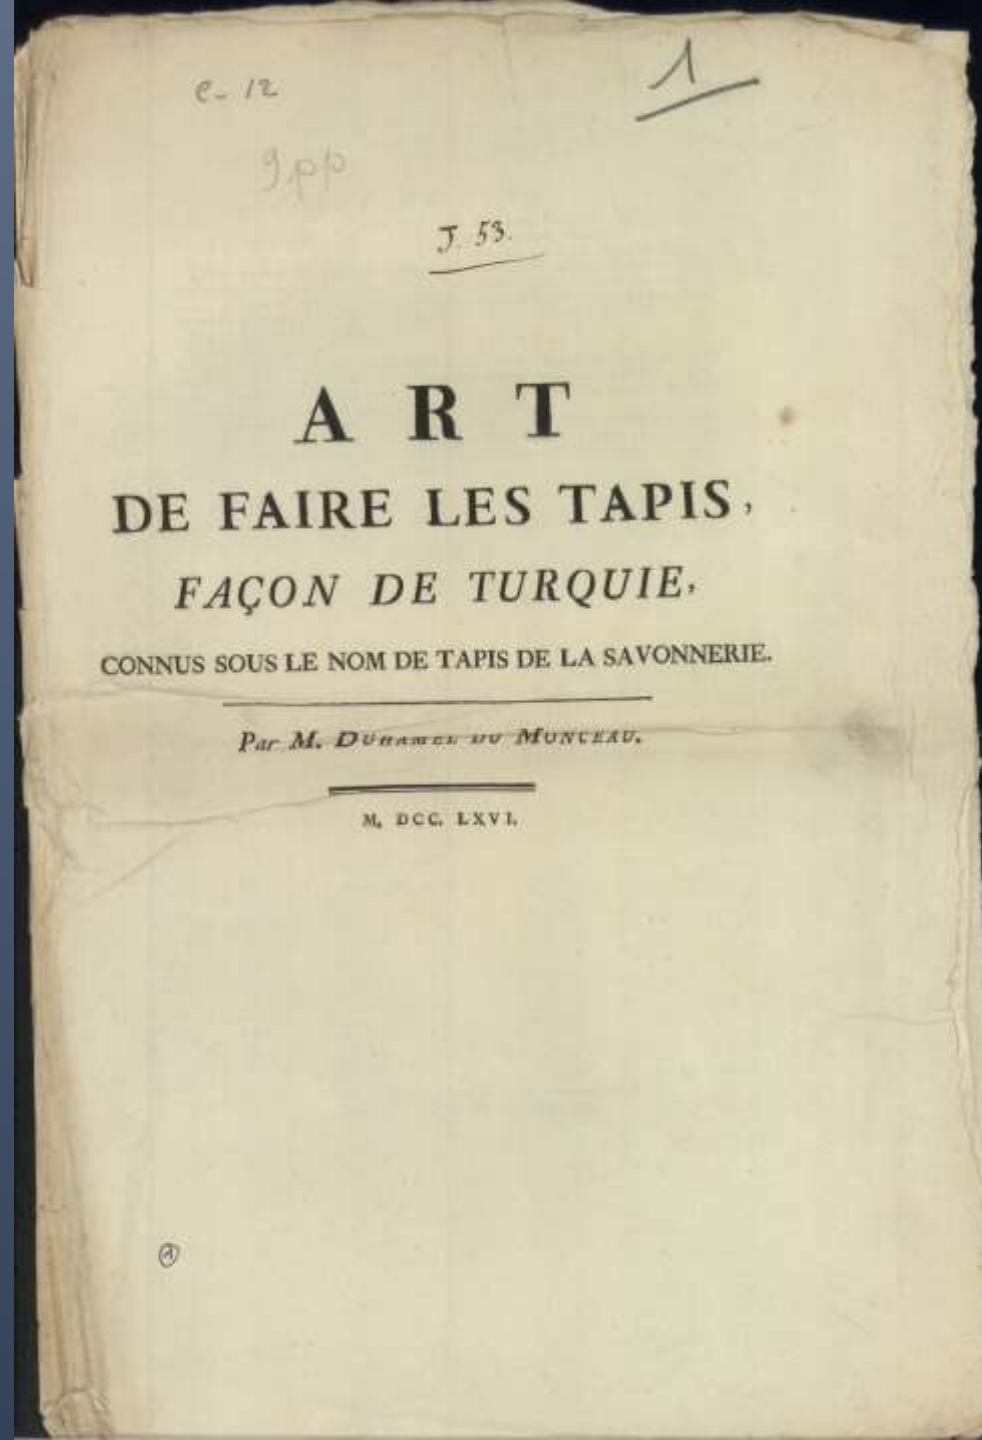 e- 12
1
9pp
J. 53.
ART
DE FAIRE LES TAPIS,
FAÇON DE TURQUIE,
CONNUS SOUS LE NOM DE TAPIS DE LA SAVONNERIE.
Par M. DUHAMEL DU MONCEAU.
M. DCC. LXVI.
1